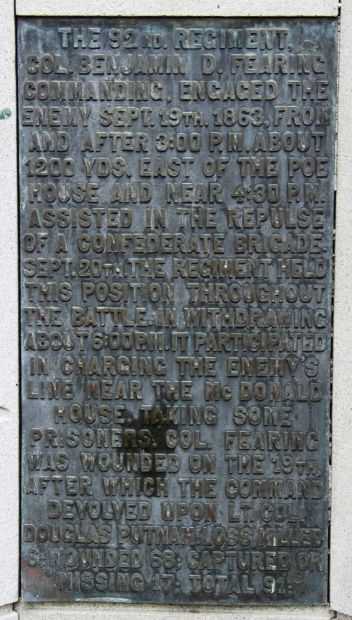 THE 92ND. REGIMENT,
COL. BENJAMIN D. FEARING
COMMANDING, ENGAGED THE
ENEMY SEPT. 19TH. 1863, FROM
AND AFTER 3:00 P.M. ABOUT
1200 YDS. EAST OF THE POE
HOUSE AND NEAR 4:30 P.M.
ASSISTED IN THE REPULSE
OF A CONFEDERATE BRIGADE.
SEPT. 20TH. THE REGIMENT HELD
THIS POSITION THROUGHOUT
THE BATTLE. IN WITHDRAWING
ABOUT 6:00 P.M. IT PARTICIPATED
IN CHARGING THE ENEMY'S
LINE NEAR THE McDONALD
HOUSE, TAKING SOME
PRISONERS. COL. FEARING
WAS WOUNDED ON THE 19TH.
AFTER WHICH THE COMMAND
DEVOLVED UPON LT. COL.
DOUGLAS PUTMAN. LOSS: KILLED
WOUNDED 68: CAPTURED OR
MISSING 17: TOTAL